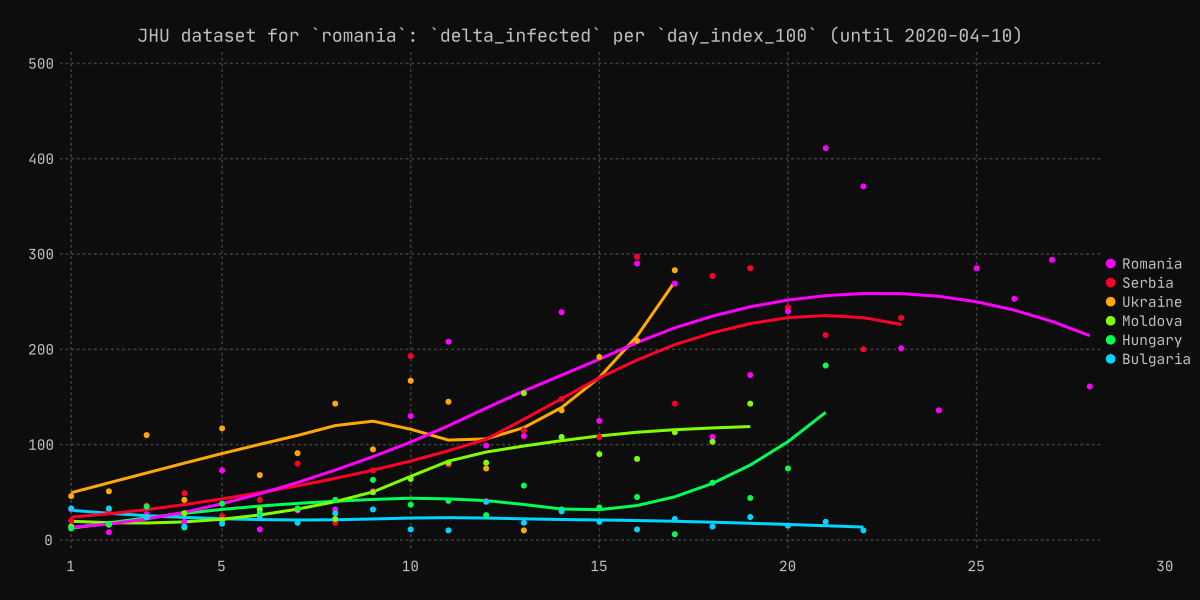 JHU dataset for `romania`: `delta_infected` per `day_index_100` (until 2020-04-10)
500
400
300
200
100
0
1 5 10 15 20 25 30
Romania
Serbia
Ukraine
Moldova
Hungary
Bulgaria